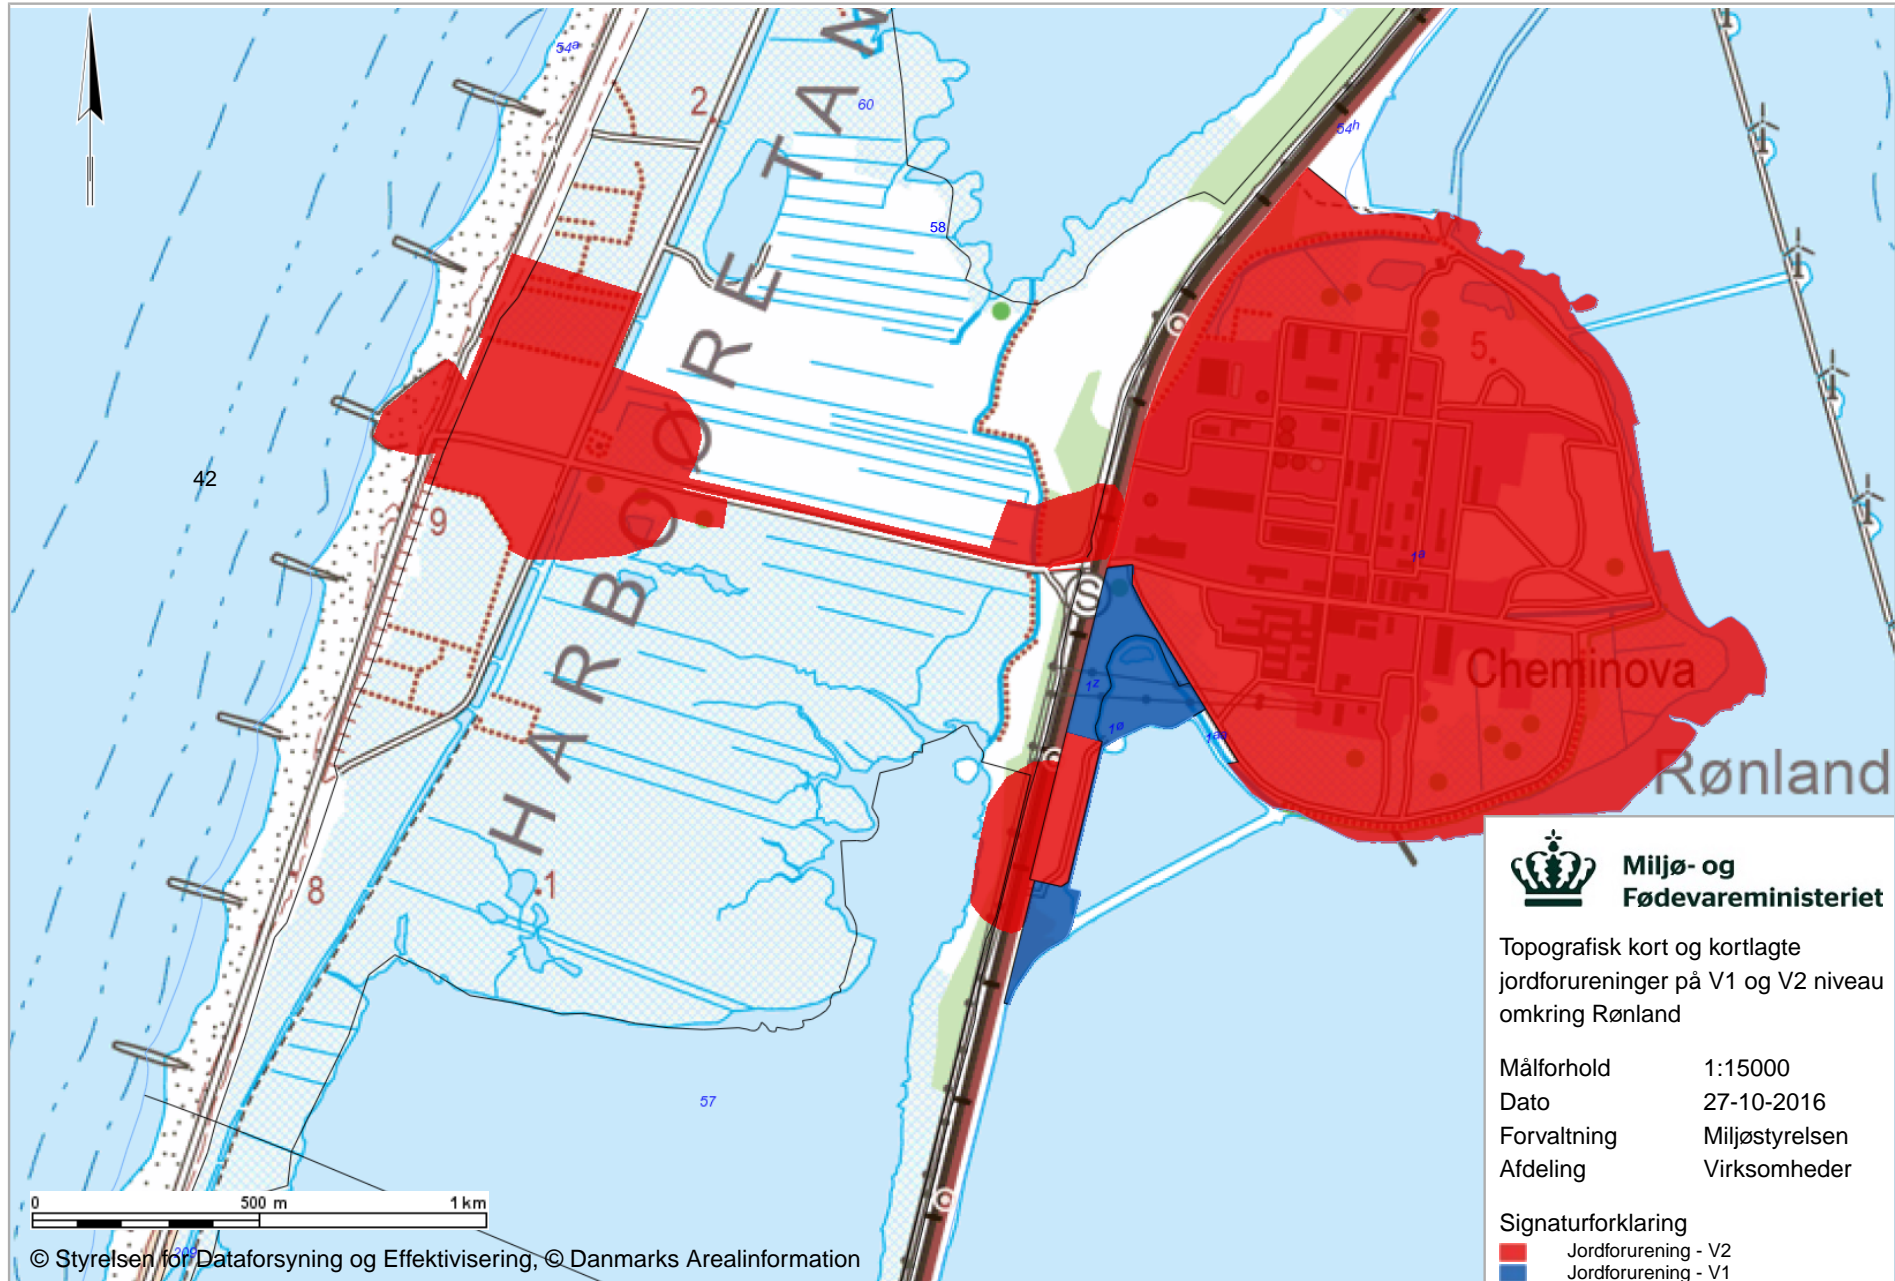 54a
2
60
58
HARBOØRE TAN
54h
5
42
9
S
1a
Cheminova
1z
1ø
Rønland
8
1
57
Miljø- og
Fødevareministeriet
Topografisk kort og kortlagte
jordforureninger på V1 og V2 niveau
omkring Rønland
Målforhold 1:15000
Dato 27-10-2016
Forvaltning Miljøstyrelsen
Afdeling Virksomheder
Signaturforklaring
Jordforurening - V2
Jordforurening - V1
0 500 m 1 km
209
© Styrelsen for Dataforsyning og Effektivisering, © Danmarks Arealinformation